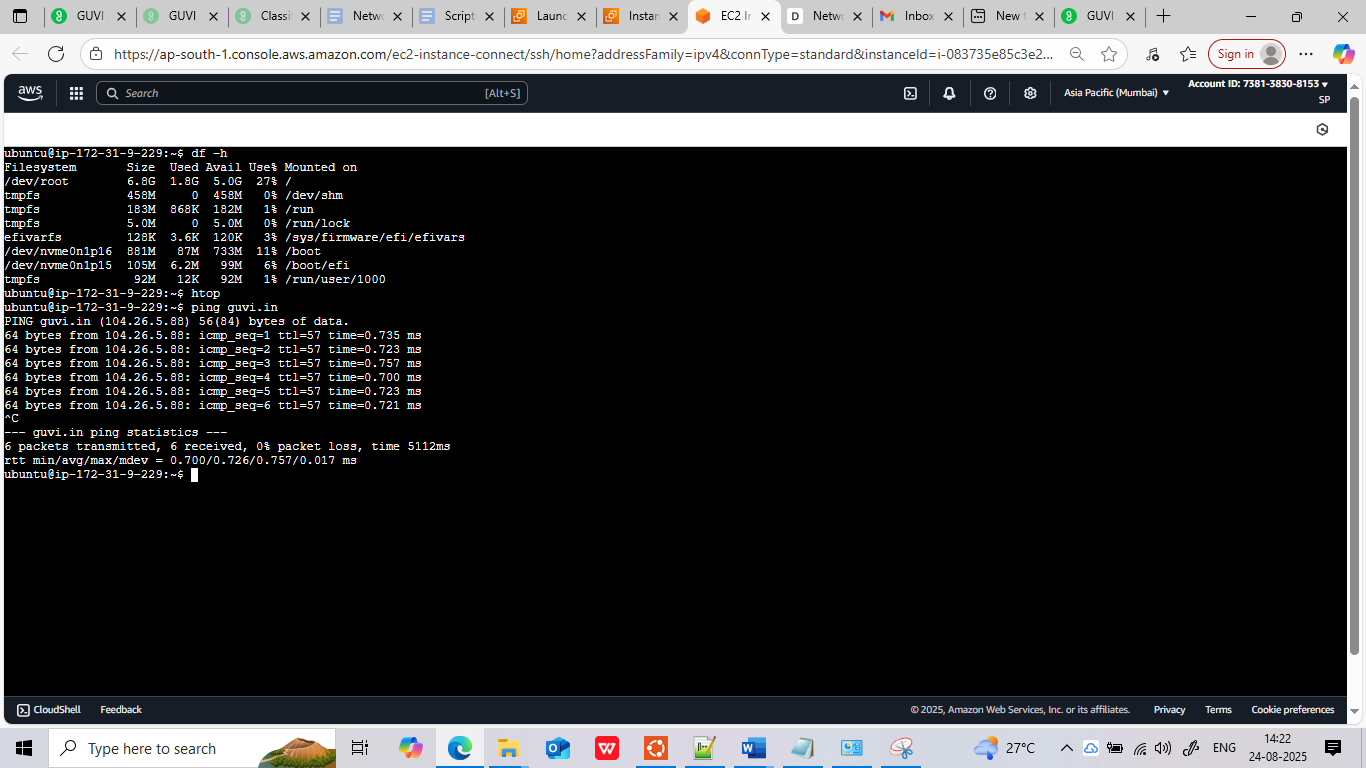 GUVI
GUVI
Classi
Netwo
Script
Launc
Instan
EC2 In
Netwo
Inbox
New t
GUVI
https://ap-south-1.console.aws.amazon.com/ec2-instance-connect/ssh/home?addressFamily=ipv4&connType=standard&instanceId=i-083735e85c3e2...
Sign in
aws
Search
[Alt+S]
Asia Pacific (Mumbai)
Account ID: 7381-3830-8153
SP
ubuntu@ip-172-31-9-229:~$ df -h
Filesystem Size Used Avail Use% Mounted on
/dev/root 6.8G 1.8G 5.0G 27% /
tmpfs 458M 0 458M 0% /dev/shm
tmpfs 183M 868K 182M 1% /run
tmpfs 5.0M 0 5.0M 0% /run/lock
efivarfs 128K 3.6K 120K 3% /sys/firmware/efi/efivars
/dev/nvme0n1p16 881M 87M 733M 11% /boot
/dev/nvme0n1p15 105M 6.2M 99M 6% /boot/efi
tmpfs 92M 12K 92M 1% /run/user/1000
ubuntu@ip-172-31-9-229:~$ htop
ubuntu@ip-172-31-9-229:~$ ping guvi.in
PING guvi.in (104.26.5.88) 56(84) bytes of data.
64 bytes from 104.26.5.88: icmp_seq=1 ttl=57 time=0.735 ms
64 bytes from 104.26.5.88: icmp_seq=2 ttl=57 time=0.723 ms
64 bytes from 104.26.5.88: icmp_seq=3 ttl=57 time=0.757 ms
64 bytes from 104.26.5.88: icmp_seq=4 ttl=57 time=0.700 ms
64 bytes from 104.26.5.88: icmp_seq=5 ttl=57 time=0.723 ms
64 bytes from 104.26.5.88: icmp_seq=6 ttl=57 time=0.721 ms
^C
--- guvi.in ping statistics ---
6 packets transmitted, 6 received, 0% packet loss, time 5112ms
rtt min/avg/max/mdev = 0.700/0.726/0.757/0.017 ms
ubuntu@ip-172-31-9-229:~$
CloudShell
Feedback
© 2025, Amazon Web Services, Inc. or its affiliates.
Privacy
Terms
Cookie preferences
Type here to search
27°C
ENG
14:22
24-08-2025